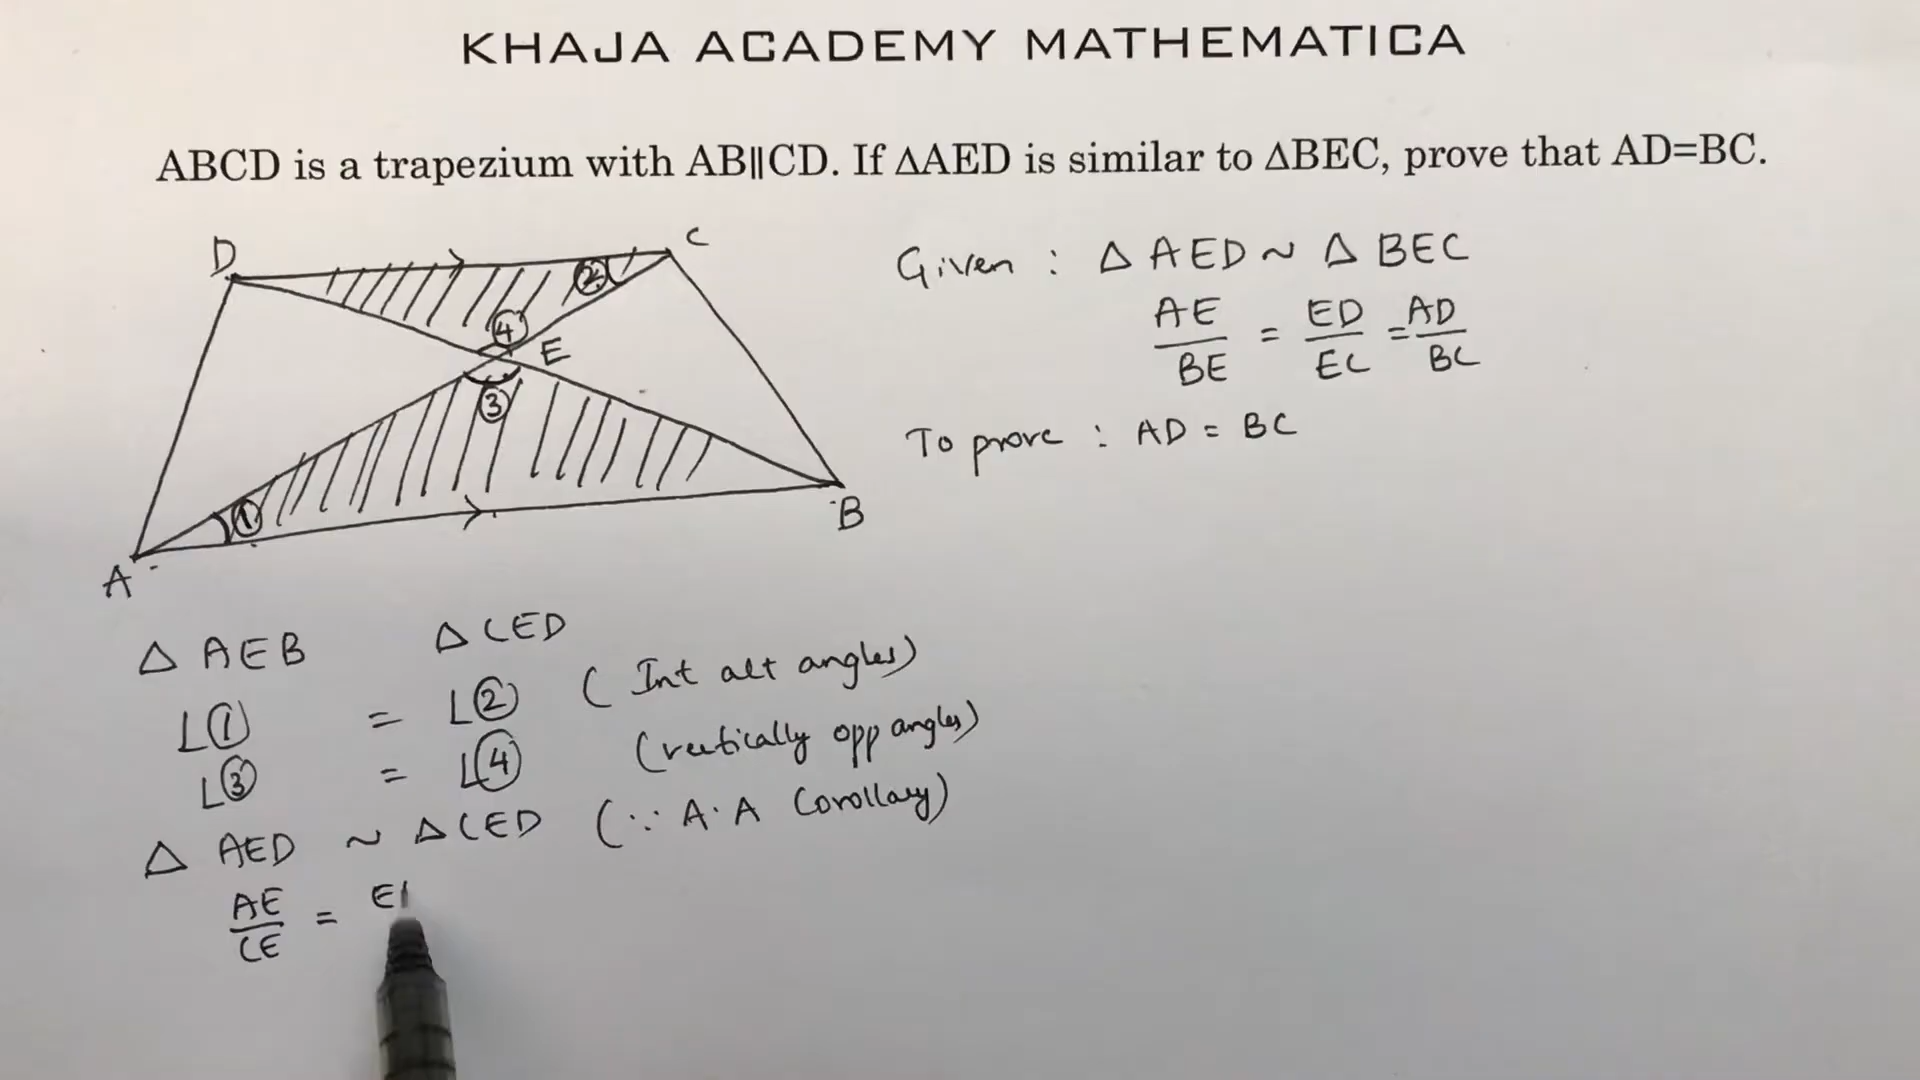 KHAJA ACADEMY MATHEMATICA
ABCD is a trapezium with AB∥CD. If ΔAED is similar to ΔBEC, prove that AD=BC.
D C
② 
④
E
③
①
B
A
Given : Δ AED ~ Δ BEC
AE/BE = ED/EC = AD/BC
To prove : AD = BC
Δ AEB Δ CED
∟① = ∟② ( Int alt angles)
∟③ = ∟④ (vertically opp angles)
Δ AED ~ Δ CED (∵ A·A Corollary)
AE/CE = E